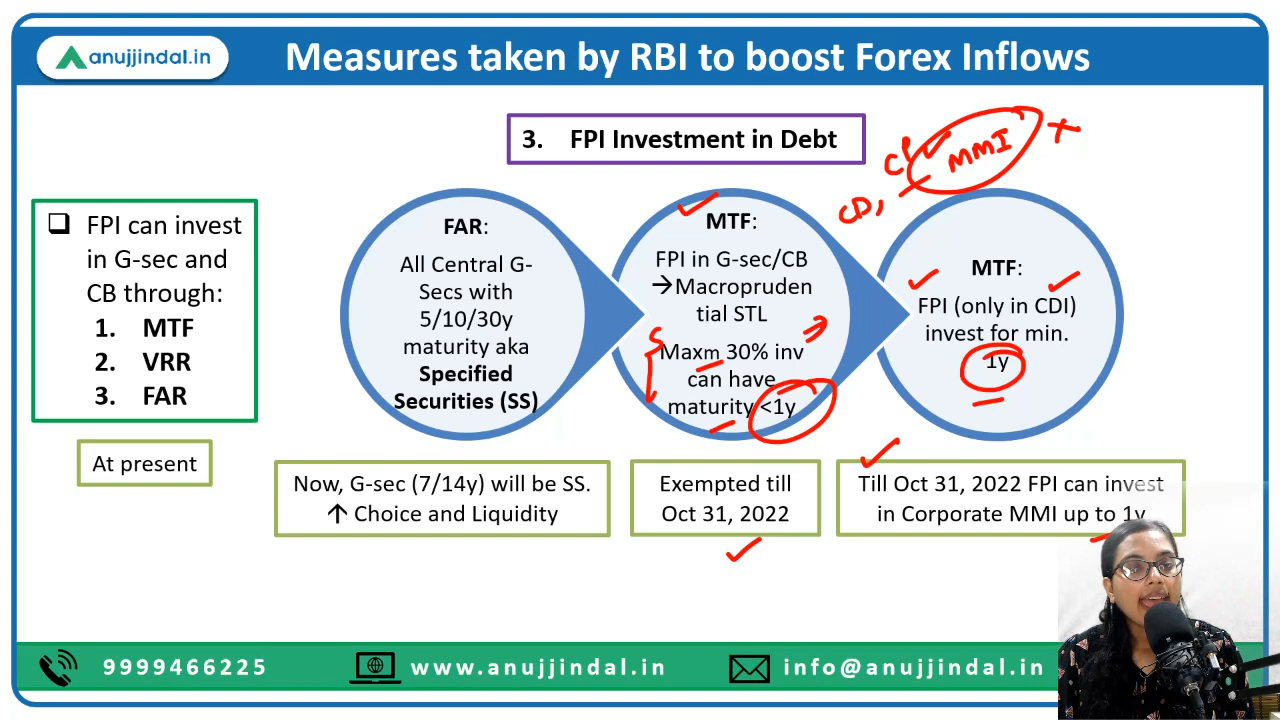 anujjindal.in
Measures taken by RBI to boost Forex Inflows
3. FPI Investment in Debt
CP
MMI
CD,
FPI can invest
in G-sec and
CB through:
1. MTF
2. VRR
3. FAR
At present
FAR:
All Central G-
Secs with
5/10/30y
maturity aka
Specified
Securities (SS)
Now, G-sec (7/14y) will be SS.
↑ Choice and Liquidity
MTF:
FPI in G-sec/CB
→Macropruden
tial STL
Maxm 30% inv
can have
maturity <1y
Exempted till
Oct 31, 2022
MTF:
FPI (only in CDI)
invest for min.
1y
Till Oct 31, 2022 FPI can invest
in Corporate MMI up to 1y
9999466225
www.anujjindal.in
info@anujjindal.in